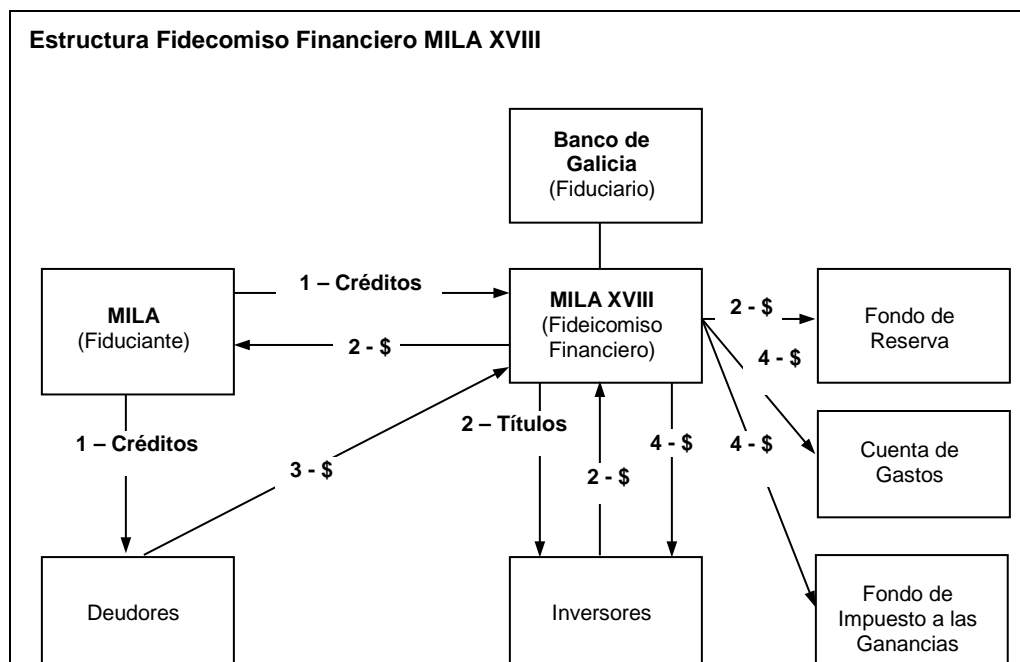 Estructura Fidecomiso Financiero MILA XVIII
Banco de
Galicia
(Fiduciario)
1 – Créditos
MILA
(Fiduciante)
MILA XVIII
(Fideicomiso
Financiero)
2 - $
Fondo de
Reserva
2 - $
4 - $
1 – Créditos
2 – Títulos
4 - $
4 - $
Cuenta de
Gastos
3 - $
2 - $
Deudores
Inversores
Fondo de
Impuesto a las
Ganancias